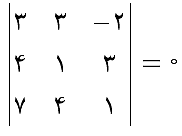 | ۳ ۳ −۲ |
| ۴ ۱ ۳ | = ۰
| ۷ ۴ ۱ |